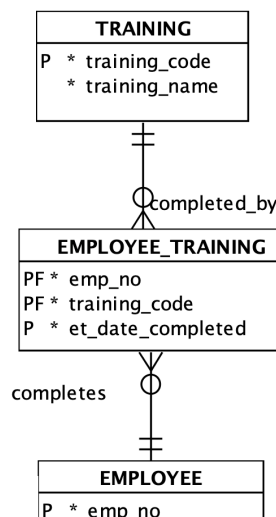 TRAINING
P * training_code
* training_name
completed_by
EMPLOYEE_TRAINING
PF * emp_no
PF * training_code
P * et_date_completed
completes
EMPLOYEE
P * emp_no